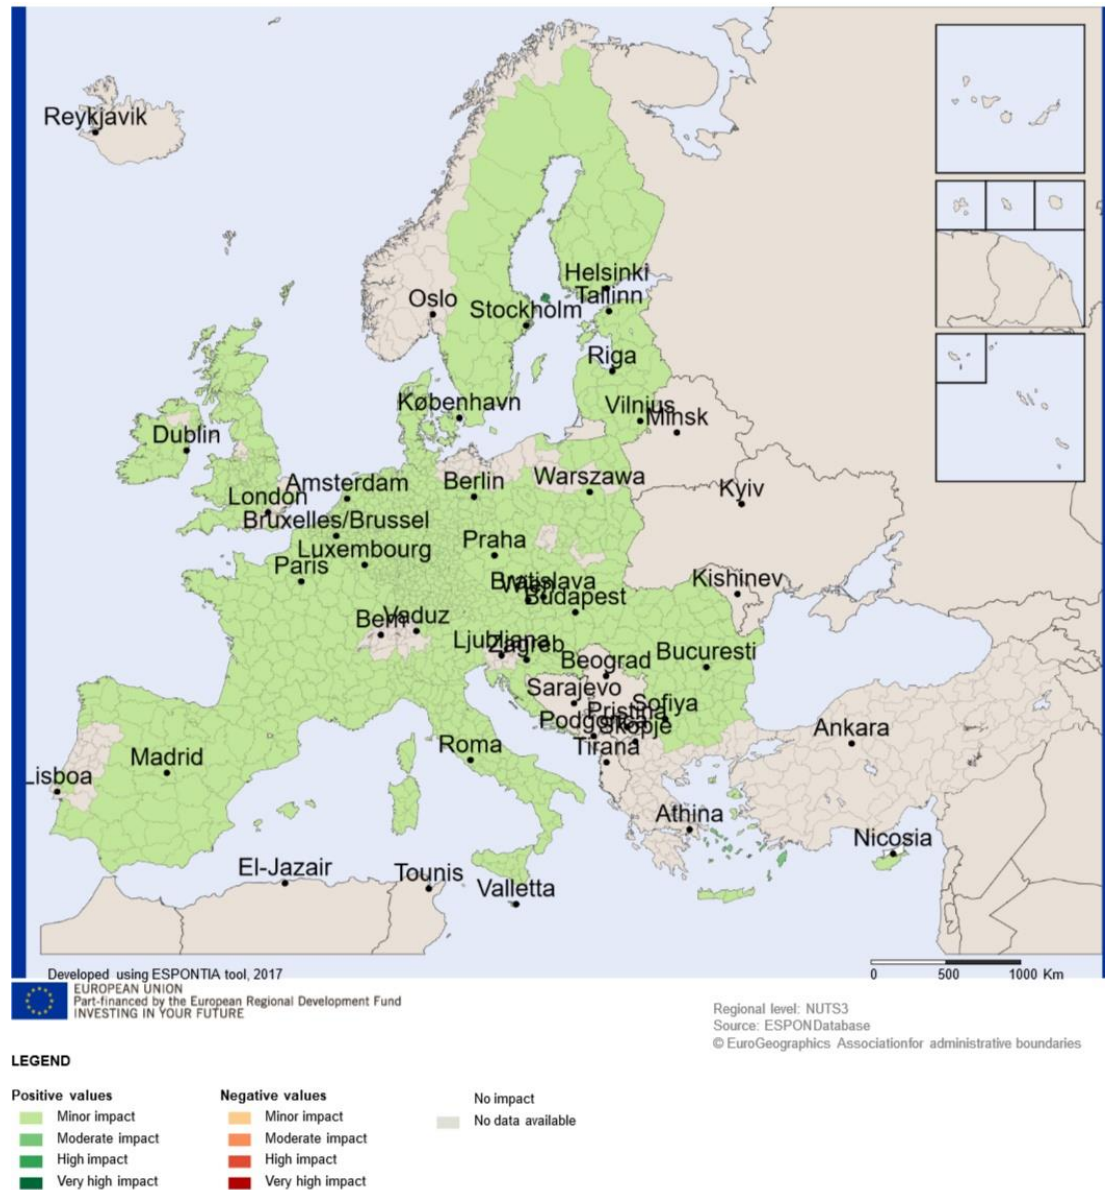 Reykjavik
Helsinki
Tallinn
Oslo
Stockholm
Riga
København
Vilnius
Minsk
Dublin
Amsterdam
Berlin
Warszawa
London
Kyiv
Bruxelles/Brussel
Praha
Luxembourg
Paris
Bratislava
Wien
Kishinev
Budapest
Vaduz
Bern
Ljubljana
Zagreb
Beograd
Bucuresti
Sarajevo
Sofiya
Pristina
Podgorica
Skopje
Ankara
Roma
Tirana
Madrid
Lisboa
Athina
Nicosia
El-Jazair
Tounis
Valletta
Developed using ESPONTIA tool, 2017
0 500 1000 Km
EUROPEAN UNION
Part-financed by the European Regional Development Fund
INVESTING IN YOUR FUTURE
Regional level: NUTS3
Source: ESPONDatabase
© EuroGeographics Associationfor administrative boundaries
LEGEND
Positive values
Minor impact
Moderate impact
High impact
Very high impact
Negative values
Minor impact
Moderate impact
High impact
Very high impact
No impact
No data available